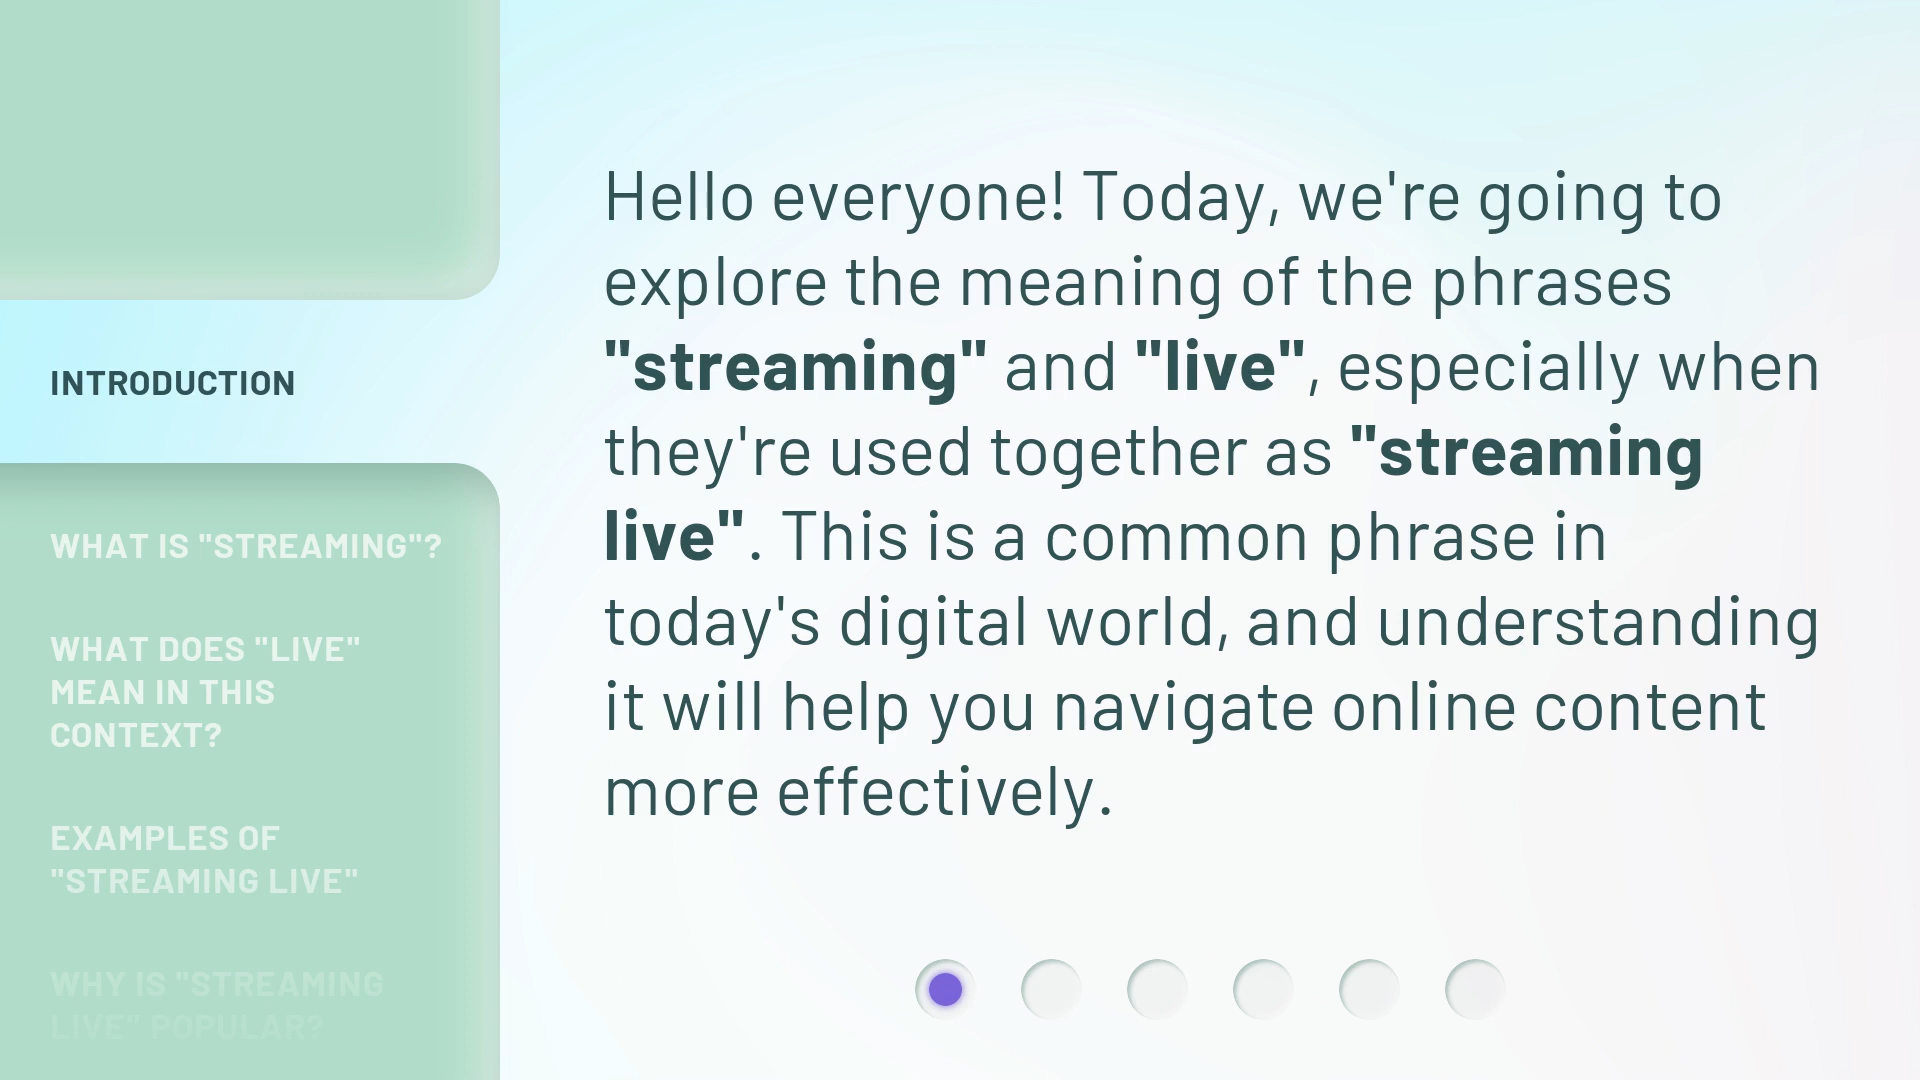 INTRODUCTION
WHAT IS "STREAMING"?
WHAT DOES "LIVE"
MEAN IN THIS
CONTEXT?
EXAMPLES OF
"STREAMING LIVE"
WHY IS "STREAMING
LIVE" POPULAR?
Hello everyone! Today, we're going to
explore the meaning of the phrases
"streaming" and "live", especially when
they're used together as "streaming
live". This is a common phrase in
today's digital world, and understanding
it will help you navigate online content
more effectively.